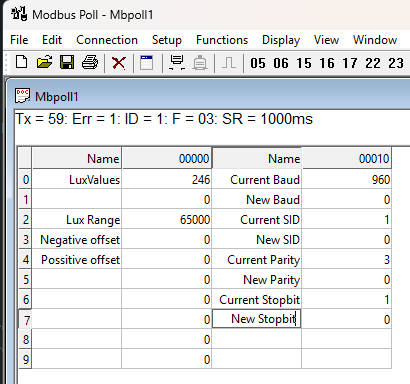 Modbus Poll - Mbpoll1
File Edit Connection Setup Functions Display View Window
05 06 15 16 17 22 23
Mbpoll1
Tx = 59: Err = 1: ID = 1: F = 03: SR = 1000ms
Name 00000 Name 00010
0 LuxValues 246 Current Baud 960
1 0 New Baud 0
2 Lux Range 65000 Current SID 1
3 Negative offset 0 New SID 0
4 Possitive offset 0 Current Parity 3
5 0 New Parity 0
6 0 Current Stopbit 1
7 0 New Stopbit 0
8 0
9 0